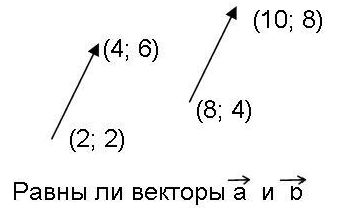 (4; 6)
(10; 8)
(2; 2)
(8; 4)
Равны ли векторы a и b